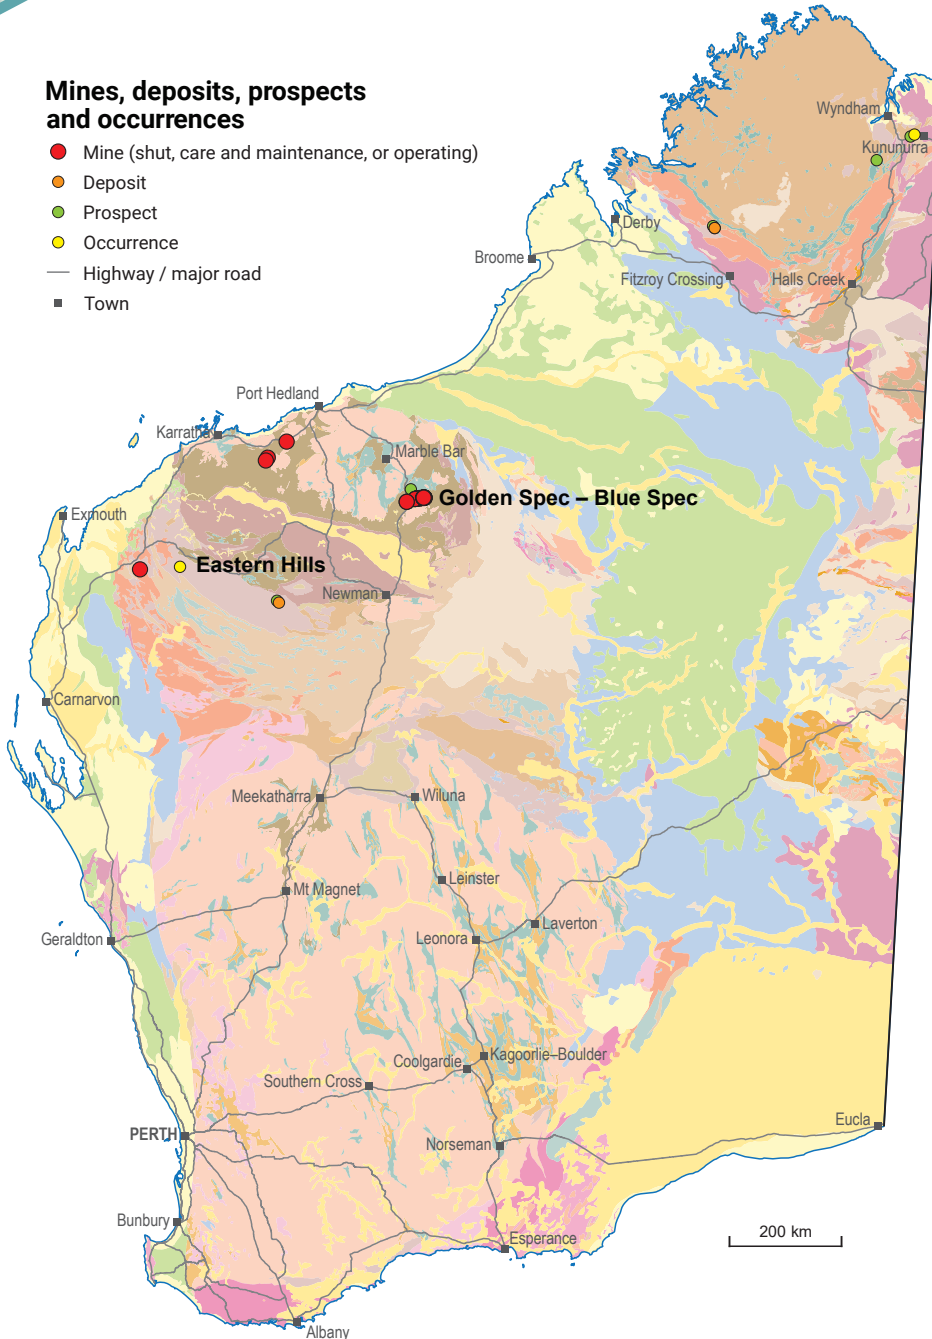 Mines, deposits, prospects
and occurrences
Mine (shut, care and maintenance, or operating)
Deposit
Prospect
Occurrence
Highway / major road
Town
Wyndham
Kununurra
Derby
Broome
Fitzroy Crossing
Halls Creek
Port Hedland
Karratha
Marble Bar
Golden Spec – Blue Spec
Exmouth
Eastern Hills
Newman
Carnarvon
Meekatharra
Wiluna
Leinster
Mt Magnet
Laverton
Geraldton
Leonora
Kagoorlie–Boulder
Coolgardie
Southern Cross
Eucla
PERTH
Norseman
Bunbury
200 km
Esperance
Albany